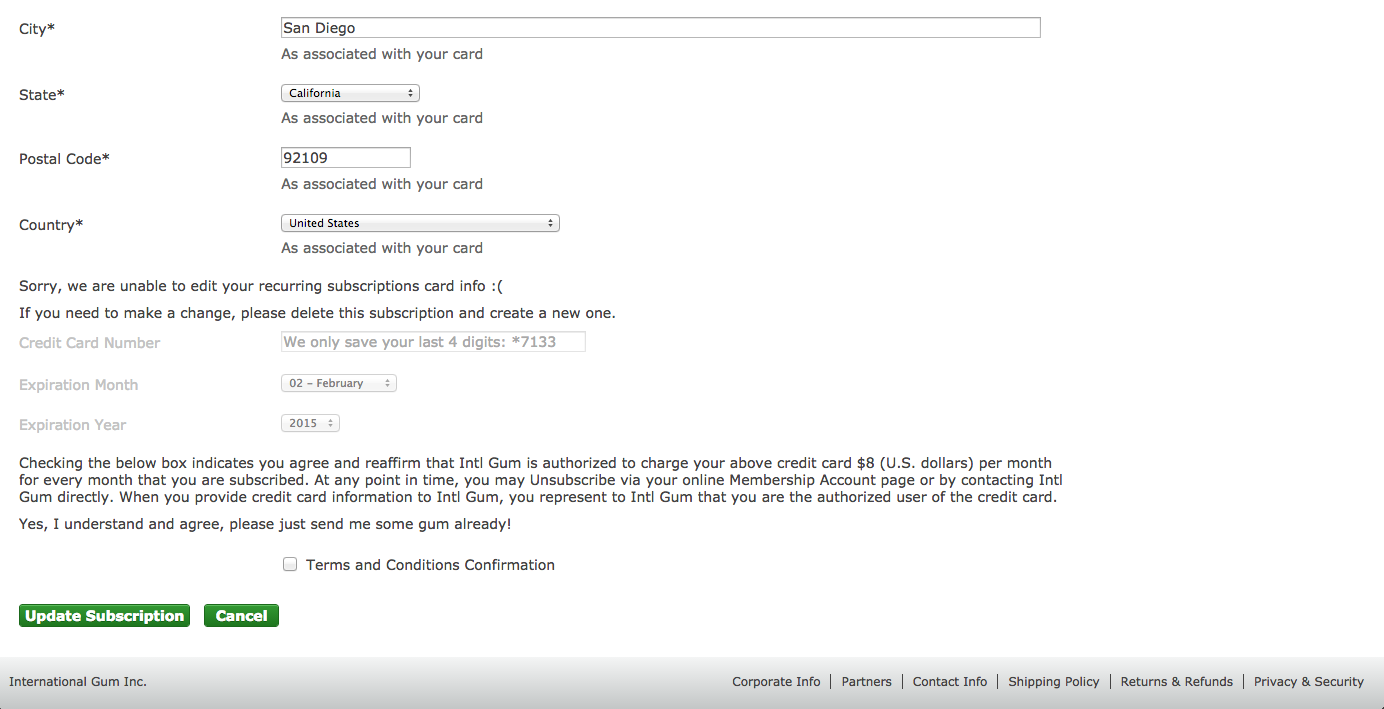 City*
San Diego
As associated with your card
State*
California
As associated with your card
Postal Code*
92109
As associated with your card
Country*
United States
As associated with your card
Sorry, we are unable to edit your recurring subscriptions card info :(
If you need to make a change, please delete this subscription and create a new one.
Credit Card Number
We only save your last 4 digits: *7133
Expiration Month
02 – February
Expiration Year
2015
Checking the below box indicates you agree and reaffirm that Intl Gum is authorized to charge your above credit card $8 (U.S. dollars) per month
for every month that you are subscribed. At any point in time, you may Unsubscribe via your online Membership Account page or by contacting Intl
Gum directly. When you provide credit card information to Intl Gum, you represent to Intl Gum that you are the authorized user of the credit card.
Yes, I understand and agree, please just send me some gum already!
Terms and Conditions Confirmation
Update Subscription Cancel
International Gum Inc. Corporate Info | Partners | Contact Info | Shipping Policy | Returns & Refunds | Privacy & Security